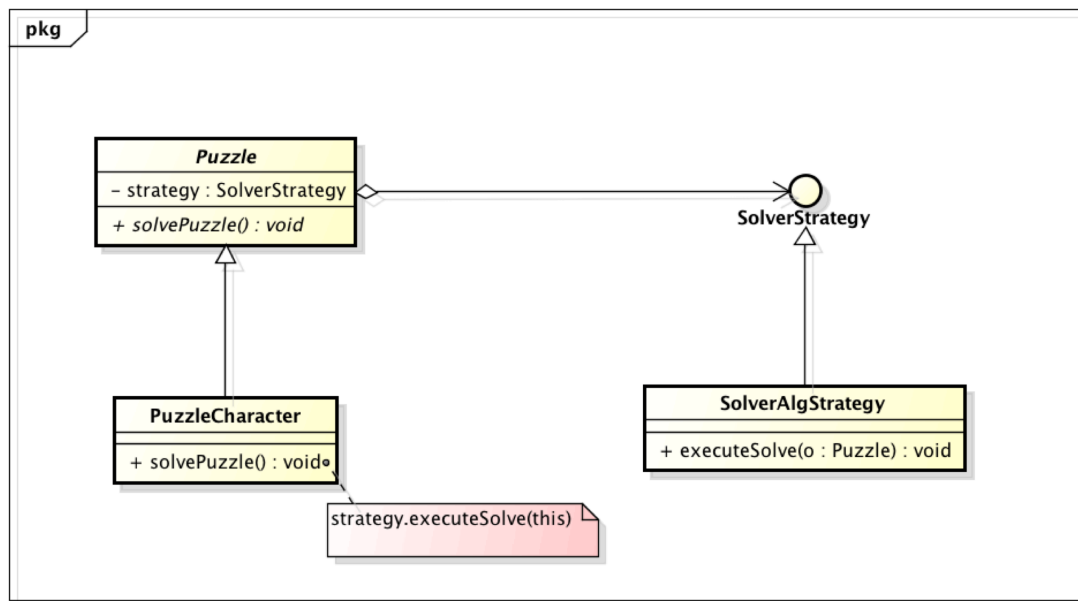 pkg
Puzzle
- strategy : SolverStrategy
+ solvePuzzle() : void
SolverStrategy
PuzzleCharacter
+ solvePuzzle() : void
SolverAlgStrategy
+ executeSolve(o : Puzzle) : void
strategy.executeSolve(this)